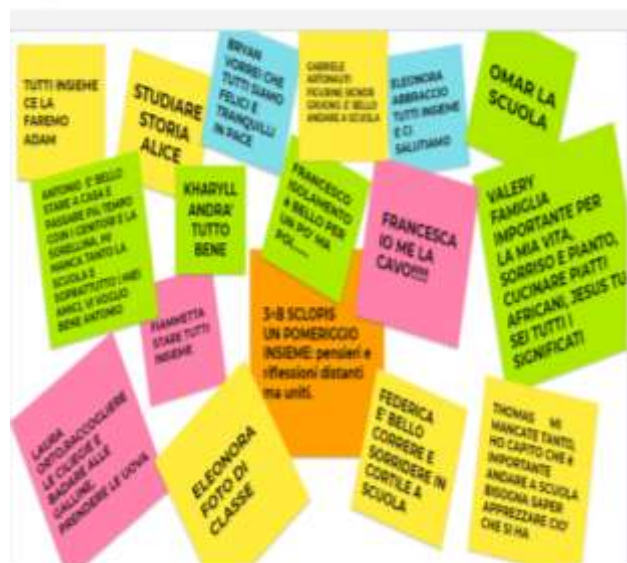 TUTTI INSIEME
CE LA
FAREMO
ADAM
STUDIARE
STORIA
ALICE
BRYAN
VORREI CHE
TUTTI SIAMO
FELICI E
TRANQUILLI
IN PACE
GABRIELE
FIGURINE
GIUGNO. E' BELLO
ANDARE A SCUOLA
ELEONORA
ABBRACCIO
TUTTI INSIEME
E CI
SALUTIAMO
OMAR LA
SCUOLA
ANTONIO E' BELLO
STARE A CASA E
PASSARE PIU TEMPO
CON I GENITORI E LA
SORELLINA, MI
MANCA TANTO LA
SCUOLA E
SOPRATTUTTO I MIEI
AMICI, VI VOGLIO
BENE ANTONIO
KHARYLL
ANDRA'
TUTTO
BENE
FRANCESCO
ISOLAMENTO
è BELLO PER
UN PO' MA
POI.....
FRANCESCA
IO ME LA
CAVO!!!!!
VALERY
FAMIGLIA
IMPORTANTE PER
LA MIA VITA,
SORRISO E PIANTO,
CUCINARE PIATTI
AFRICANI, JESUS TU
SEI TUTTI I
SIGNIFICATI
FIAMMETTA
STARE TUTTI
INSIEME
3^B SCLOPIS
UN POMERIGGIO
INSIEME: pensieri e
riflessioni distanti
ma uniti.
LAURA
ORTO,RACCOGLIERE
LE CILIEGIE E
BADARE ALLE
GALLINE,
PRENDERE LE UOVA
ELEONORA
FOTO DI
CLASSE
FEDERICA
E' BELLO
CORRERE E
SORRIDERE IN
CORTILE A
SCUOLA
THOMAS MI
MANCATE TANTO,
HO CAPITO CHE è
IMPORTANTE
ANDARE A SCUOLA
BISOGNA SAPER
APPREZZARE CIO'
CHE SI HA